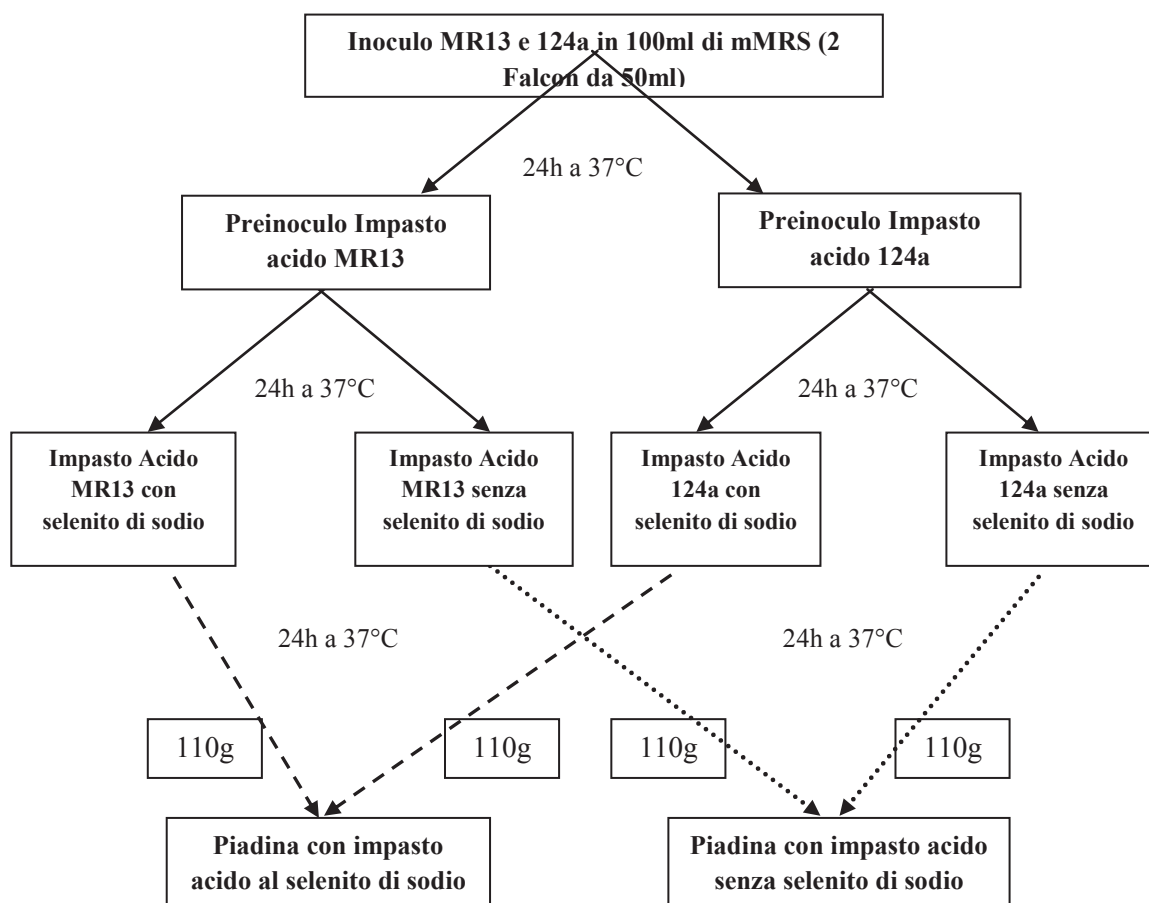 Inoculo MR13 e 124a in 100ml di mMRS (2
Falcon da 50ml)
24h a 37°C
Preinoculo Impasto
acido MR13
Preinoculo Impasto
acido 124a
24h a 37°C
24h a 37°C
Impasto Acido
MR13 con
selenito di sodio
Impasto Acido
MR13 senza
selenito di sodio
Impasto Acido
124a con
selenito di sodio
Impasto Acido
124a senza
selenito di sodio
24h a 37°C
24h a 37°C
110g
110g
110g
110g
Piadina con impasto
acido al selenito di sodio
Piadina con impasto acido
senza selenito di sodio